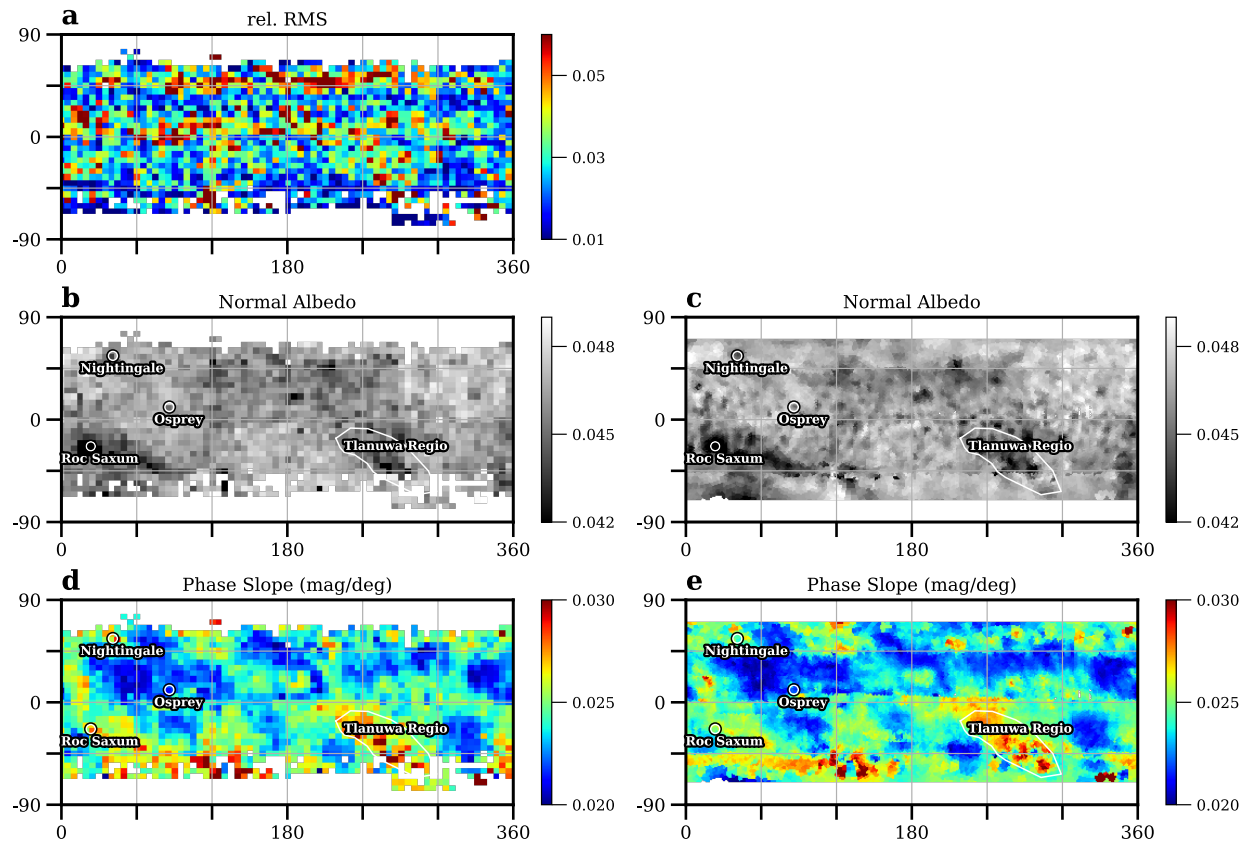 a
rel. RMS
90
0
-90
0
180
360
0.05
0.03
0.01
b
Normal Albedo
90
0
-90
0
180
360
Nightingale
Osprey
Roc Saxum
Tlanuwa Regio
0.048
0.045
0.042
c
Normal Albedo
90
0
-90
0
180
360
Nightingale
Osprey
Roc Saxum
Tlanuwa Regio
0.048
0.045
0.042
d
Phase Slope (mag/deg)
90
0
-90
0
180
360
Nightingale
Osprey
Roc Saxum
Tlanuwa Regio
0.030
0.025
0.020
e
Phase Slope (mag/deg)
90
0
-90
0
180
360
Nightingale
Osprey
Roc Saxum
Tlanuwa Regio
0.030
0.025
0.020